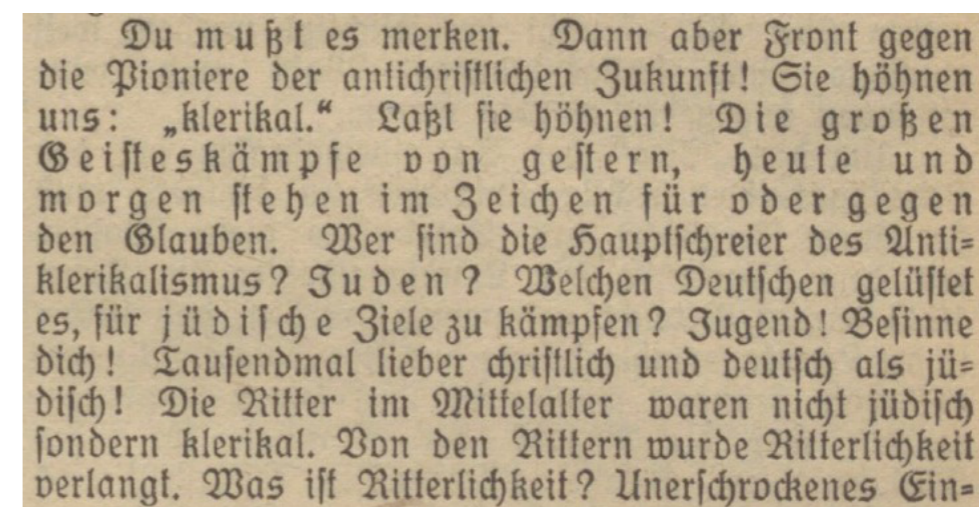 Du mußt es merken. Dann aber Front gegen
die Pioniere der antichristlichen Zukunft! Sie höhnen
uns: „klerikal.“ Laßt sie höhnen! Die großen
Geisteskämpfe von gestern, heute und
morgen stehen im Zeichen für oder gegen
den Glauben. Wer sind die Hauptschreier des Anti-
klerikalismus? Juden? Welchen Deutschen gelüstet
es, für jüdische Ziele zu kämpfen? Jugend! Besinne
dich! Tausendmal lieber christlich und deutsch als jü-
disch! Die Ritter im Mittelalter waren nicht jüdisch
sondern klerikal. Von den Rittern wurde Ritterlichkeit
verlangt. Was ist Ritterlichkeit? Unerschrockenes Ein-